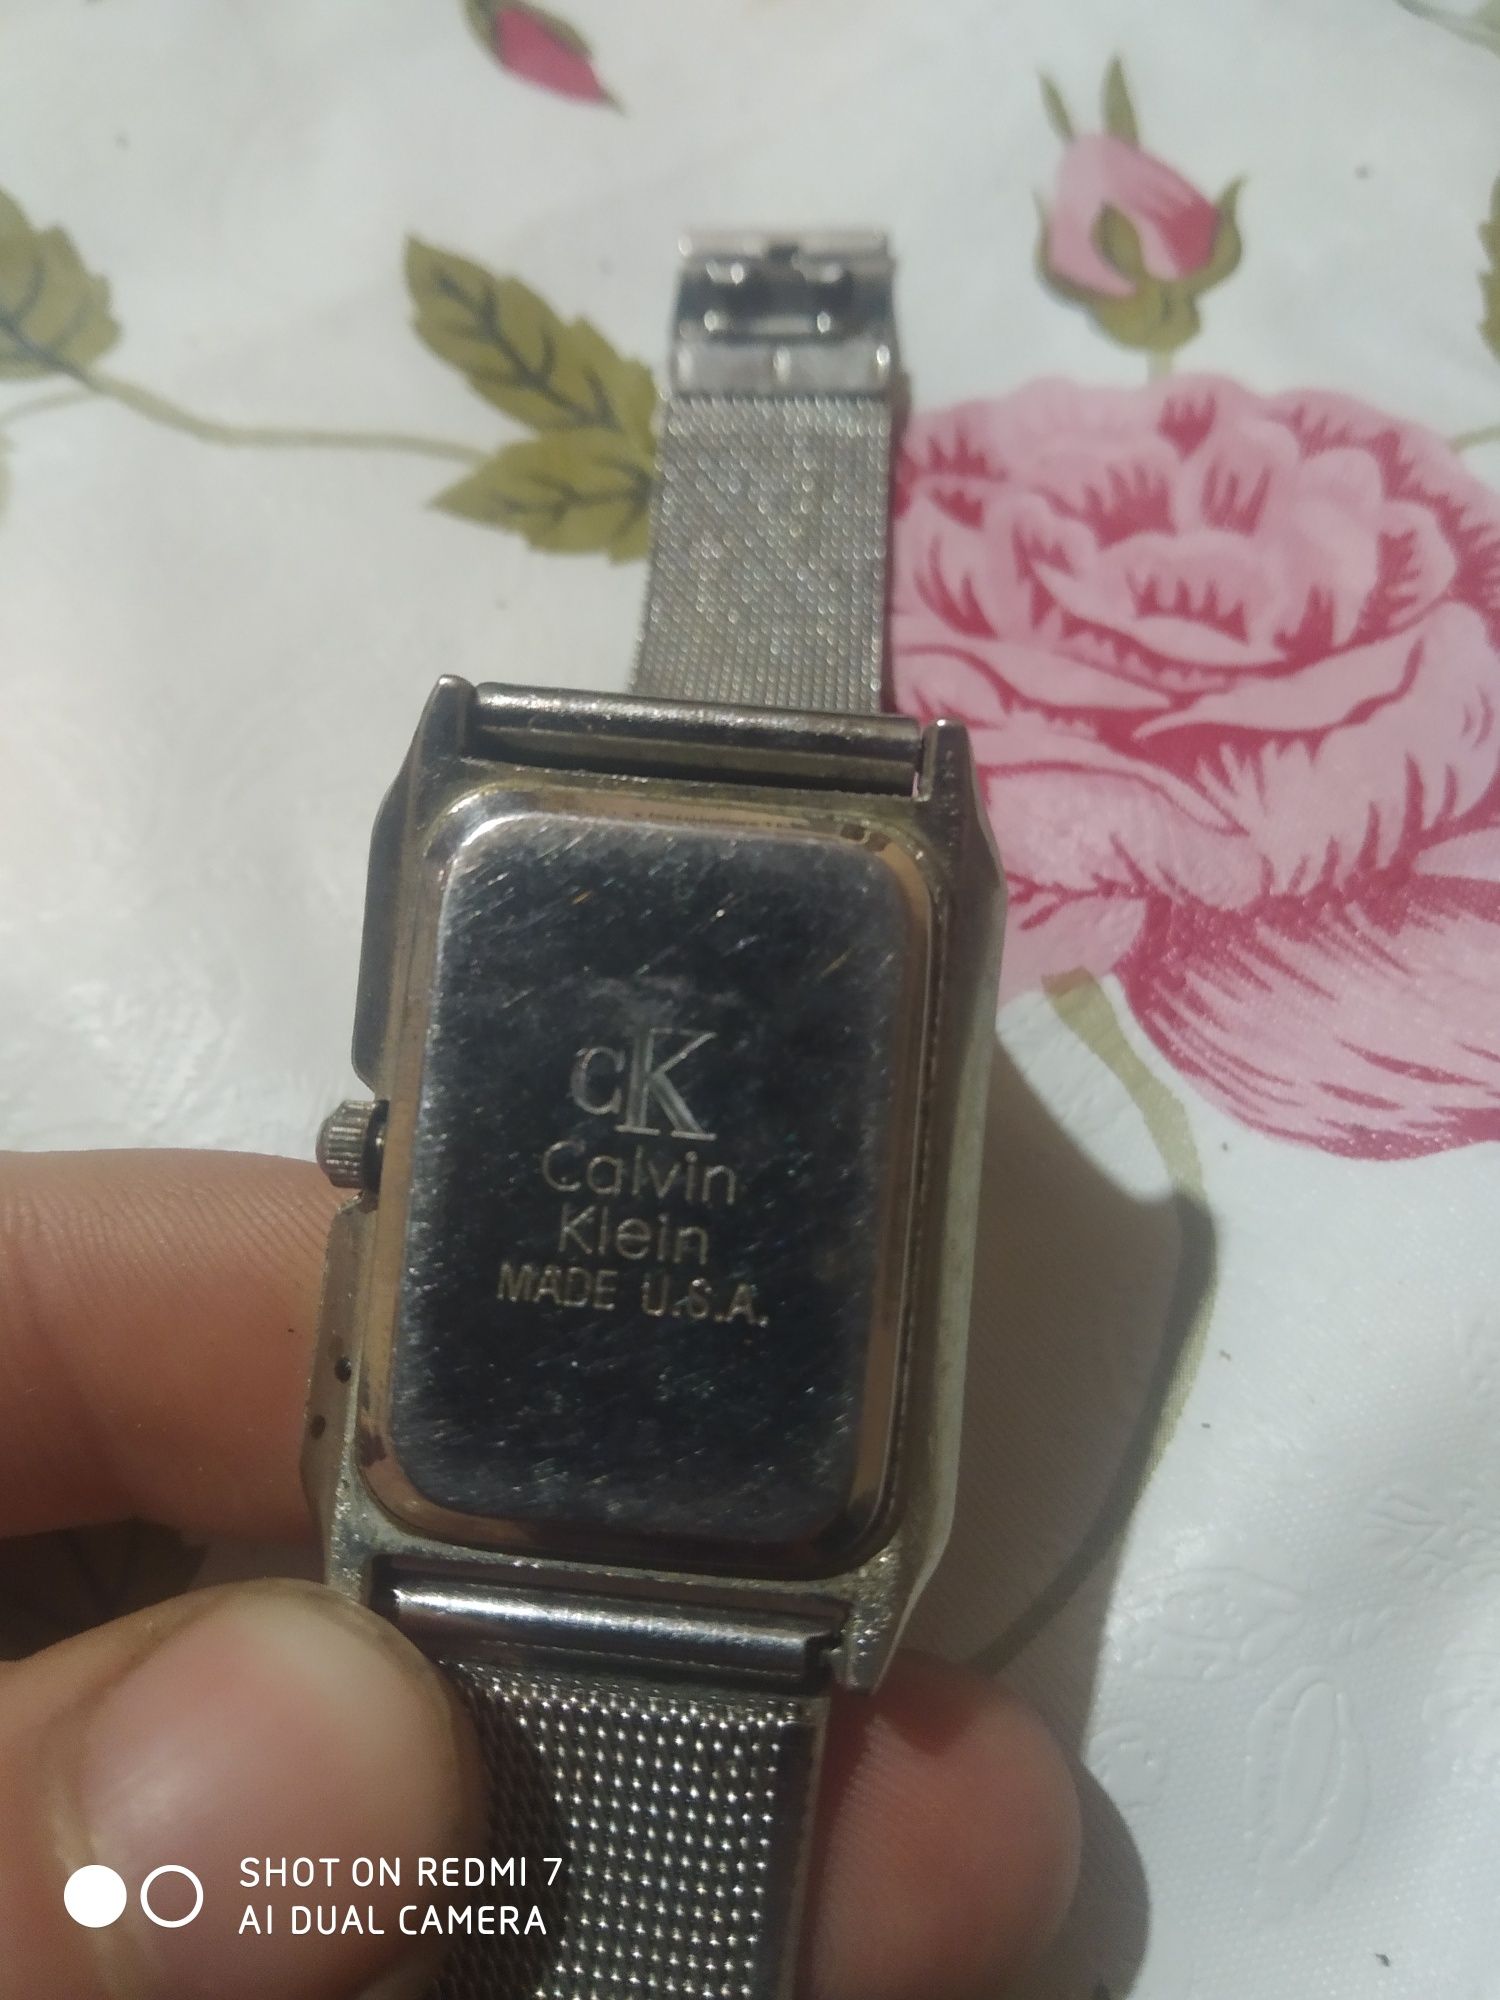 cK
Calvin
Klein
MADE U.S.A.
SHOT ON REDMI 7
AI DUAL CAMERA